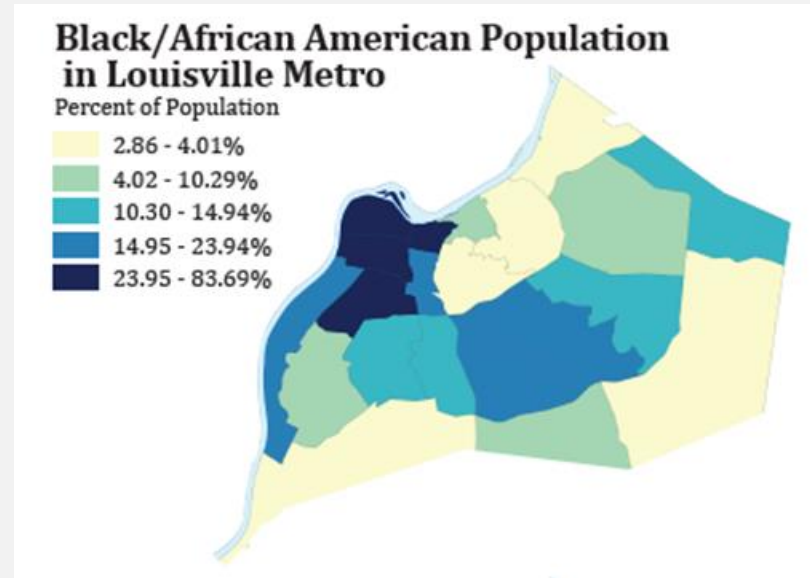 Black/African American Population
in Louisville Metro
Percent of Population
2.86 - 4.01%
4.02 - 10.29%
10.30 - 14.94%
14.95 - 23.94%
23.95 - 83.69%